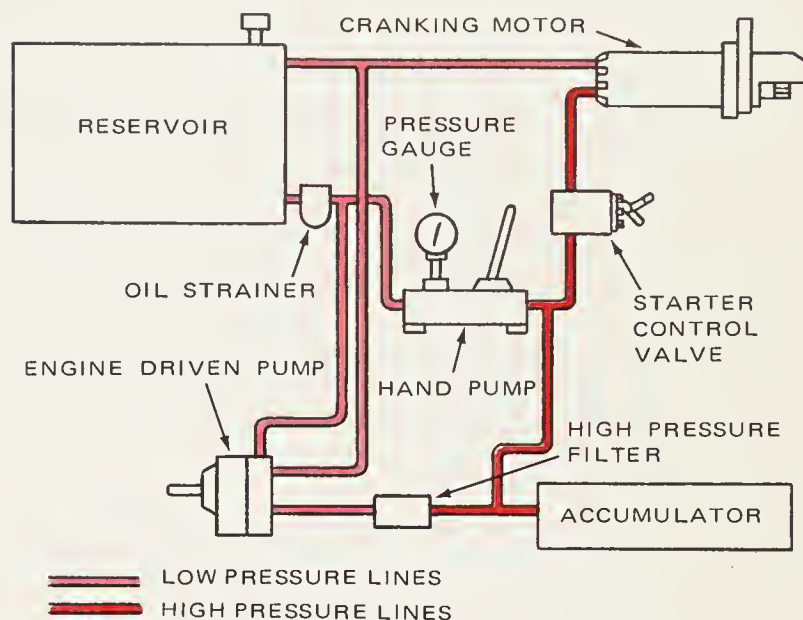 CRANKING MOTOR
RESERVOIR
PRESSURE
GAUGE
OIL STRAINER
STARTER
CONTROL
VALVE
ENGINE DRIVEN PUMP
HAND PUMP
HIGH PRESSURE
FILTER
ACCUMULATOR
LOW PRESSURE LINES
HIGH PRESSURE LINES